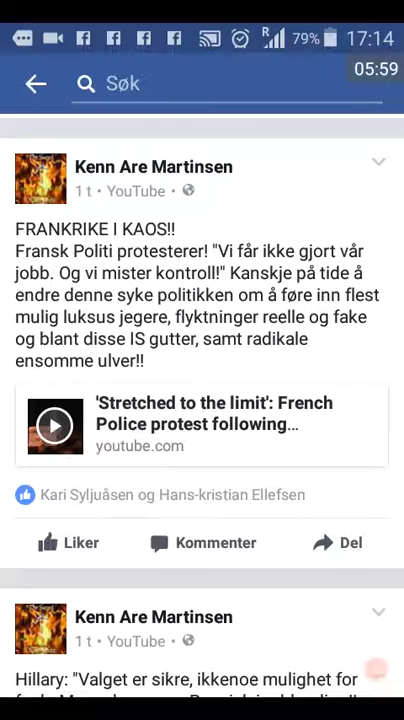 R 79% 17:14
05:59
Søk
Kenn Are Martinsen
1 t • YouTube •
FRANKRIKE I KAOS!!
Fransk Politi protesterer! "Vi får ikke gjort vår
jobb. Og vi mister kontroll!" Kanskje på tide å
endre denne syke politikken om å føre inn flest
mulig luksus jegere, flyktninger reelle og fake
og blant disse IS gutter, samt radikale
ensomme ulver!!
'Stretched to the limit': French
Police protest following...
youtube.com
Kari Syljuåsen og Hans-kristian Ellefsen
Liker Kommenter Del
Kenn Are Martinsen
1 t • YouTube •
Hillary: "Valget er sikre, ikkenoe mulighet for